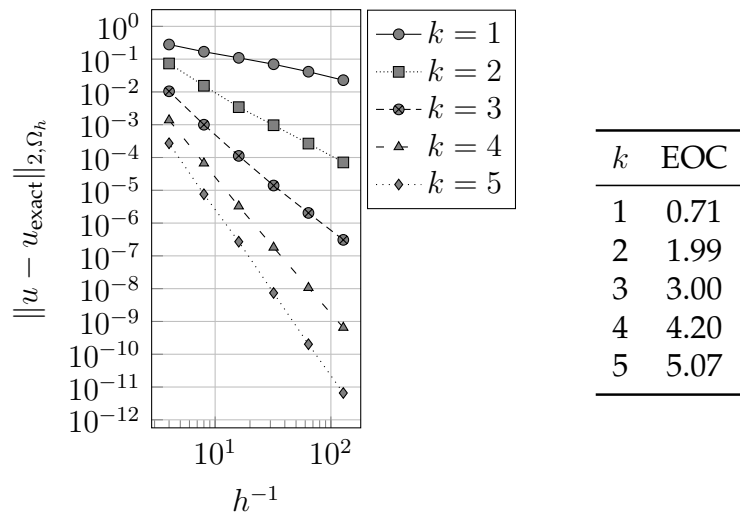 10^0
10^{-1}
10^{-2}
10^{-3}
10^{-4}
10^{-5}
10^{-6}
10^{-7}
10^{-8}
10^{-9}
10^{-10}
10^{-11}
10^{-12}
‖u − u_exact‖_{2,Ω_h}
10^1 10^2
h^{-1}
k = 1
k = 2
k = 3
k = 4
k = 5
k EOC
1 0.71
2 1.99
3 3.00
4 4.20
5 5.07